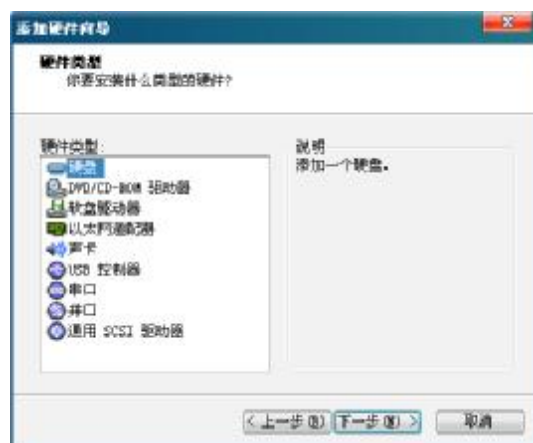 添加硬件向导
硬件类型
你要安装什么类型的硬件?
硬件类型
硬盘
DVD/CD-ROM 驱动器
软盘驱动器
以太网适配器
声卡
USB 控制器
串口
并口
通用 SCSI 驱动器
说明
添加一个硬盘。
< 上一步(B)
下一步(N) >
取消